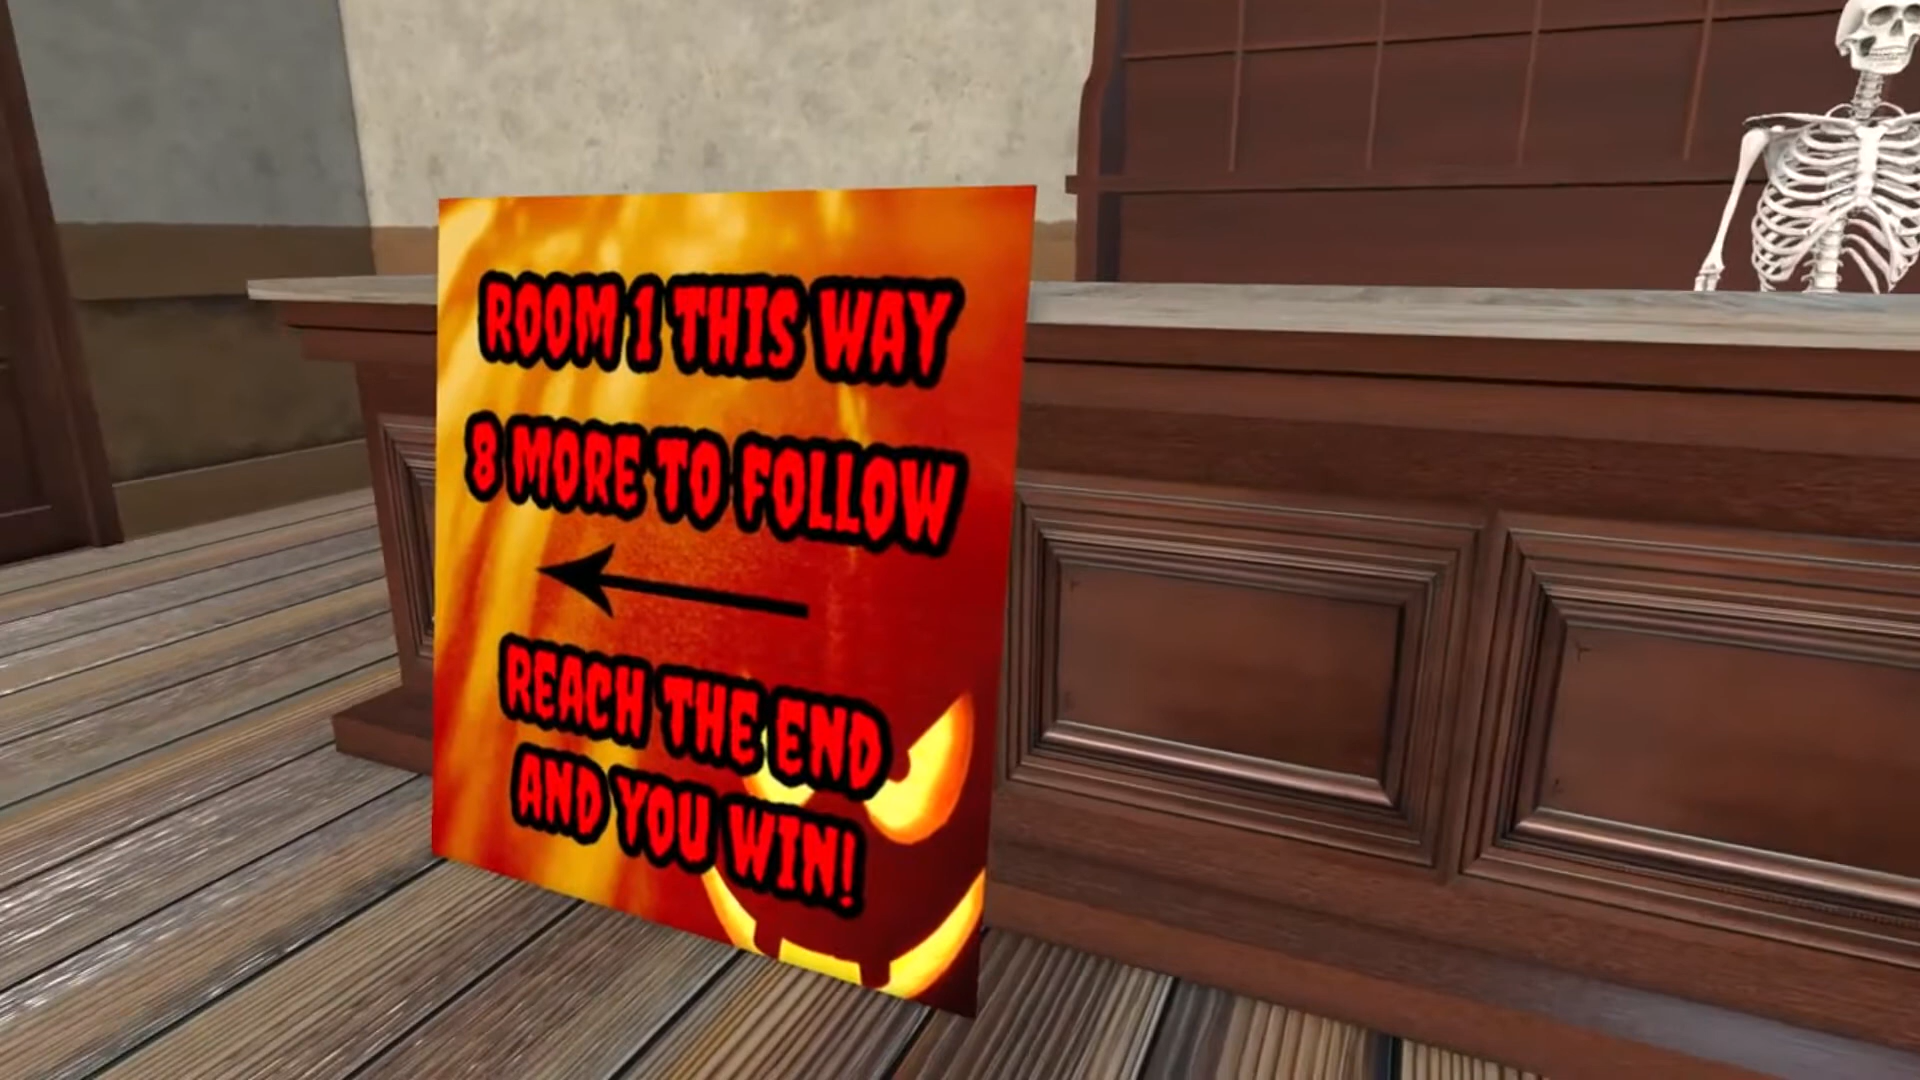 ROOM 1 THIS WAY
8 MORE TO FOLLOW
REACH THE END
AND YOU WIN!